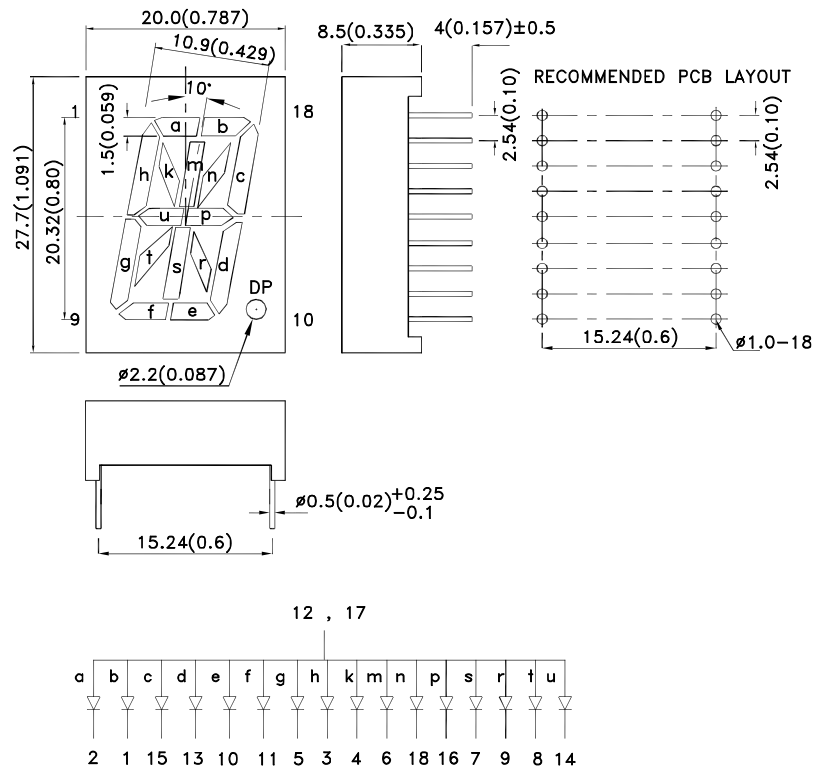 20.0(0.787)
10.9(0.429)
10°
8.5(0.335)
4(0.157)±0.5
RECOMMENDED PCB LAYOUT
1
18
1.5(0.059)
a
b
2.54(0.10)
2.54(0.10)
27.7(1.091)
20.32(0.80)
h
k
m
n
c
u
p
g
t
s
r
d
DP
f
e
9
10
15.24(0.6)
ø1.0-18
ø2.2(0.087)
ø0.5(0.02)+0.25
-0.1
15.24(0.6)
12 , 17
a b c d e f g h k m n p s r t u
2 1 15 13 10 11 5 3 4 6 18 16 7 9 8 14